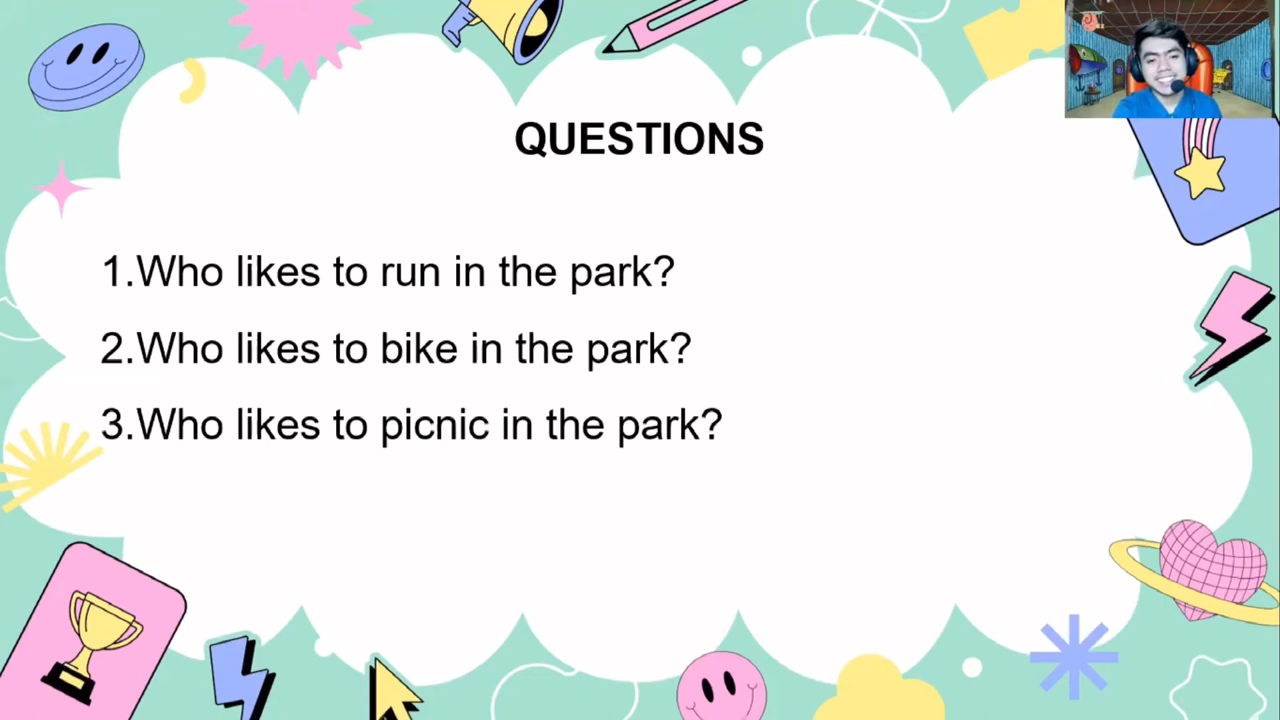 QUESTIONS
1.Who likes to run in the park?
2.Who likes to bike in the park?
3.Who likes to picnic in the park?